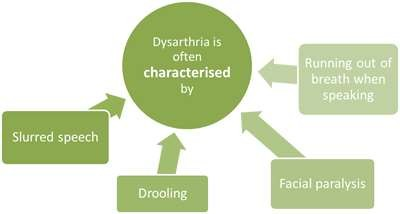 Dysarthria is
often
characterised
by
Running out of
breath when
speaking
Slurred speech
Drooling
Facial paralysis